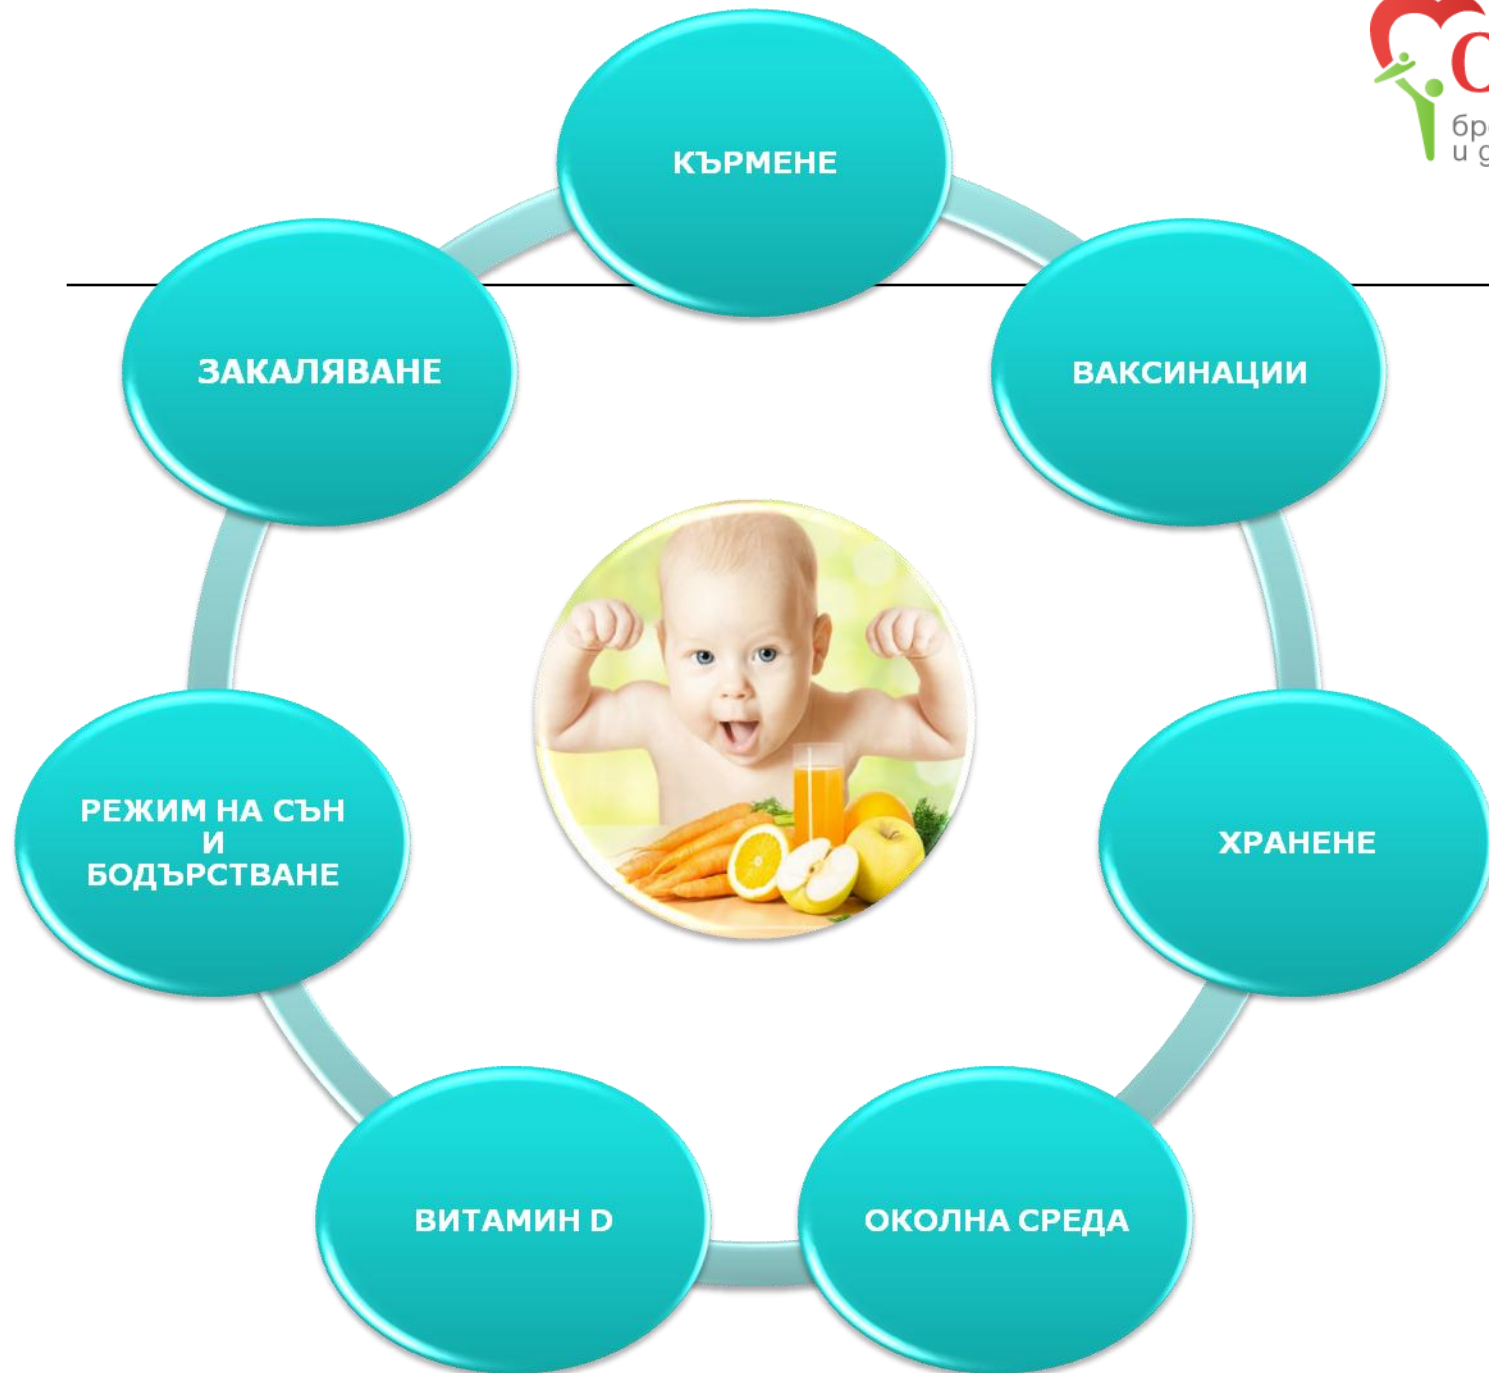 КЪРМЕНЕ
ВАКСИНАЦИИ
ХРАНЕНЕ
ОКОЛНА СРЕДА
ВИТАМИН D
РЕЖИМ НА СЪН
И
БОДЪРСТВАНЕ
ЗАКАЛЯВАНЕ